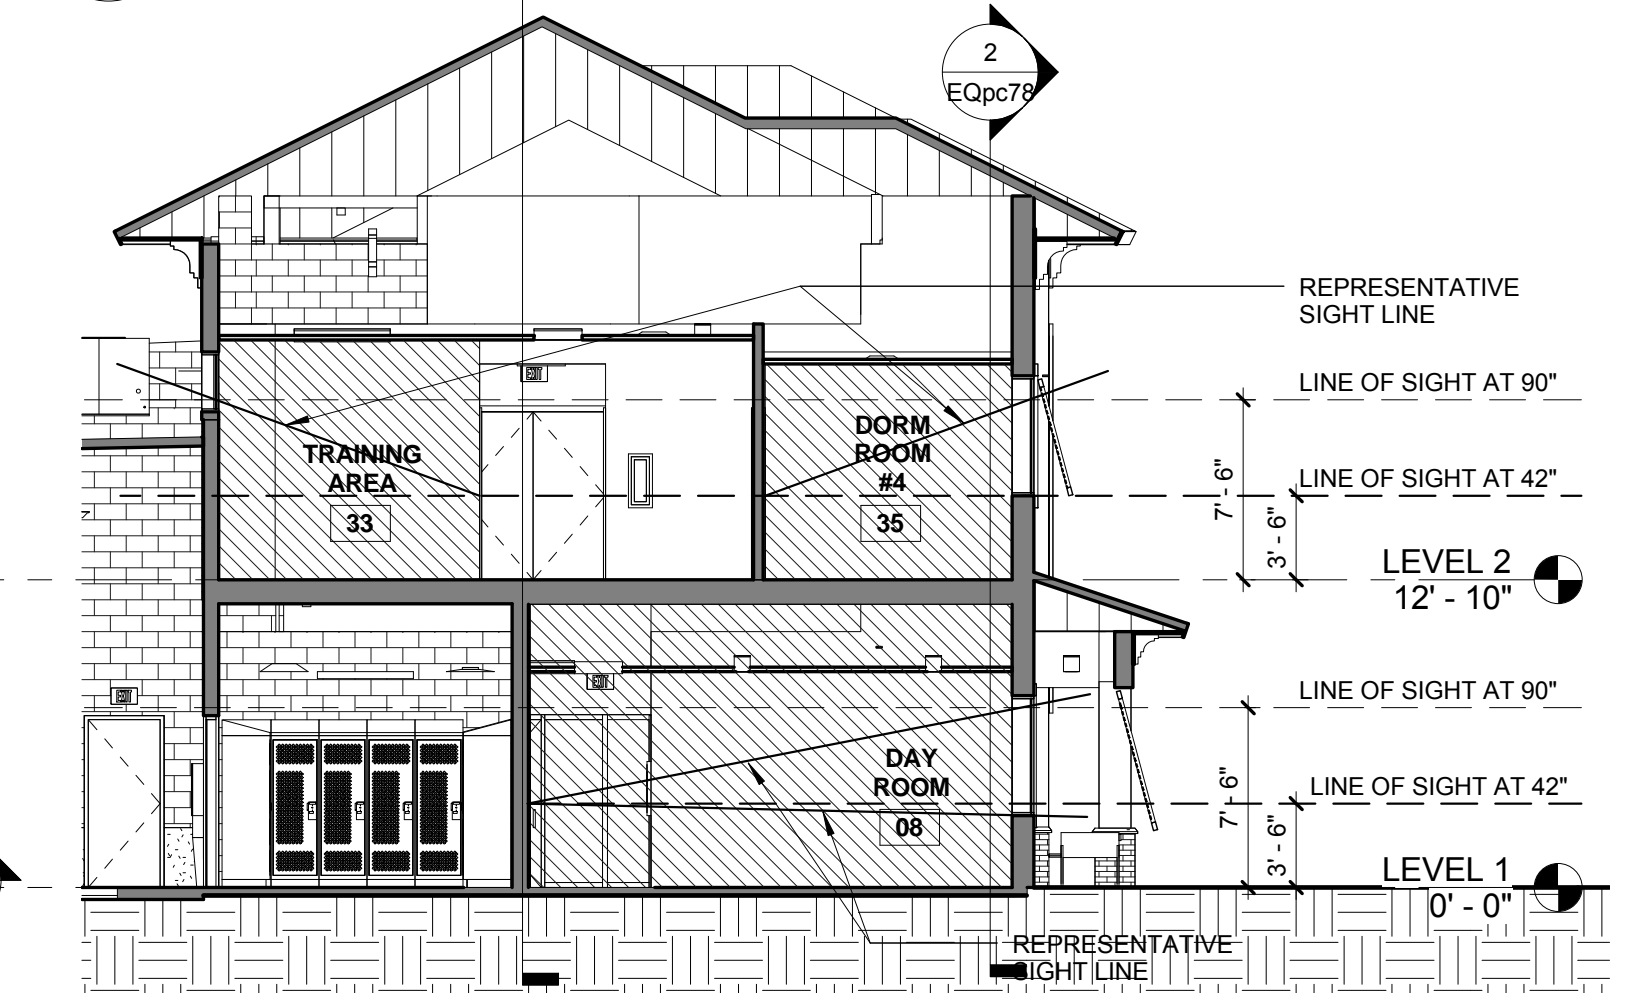 2
EQpc78
REPRESENTATIVE
SIGHT LINE
LINE OF SIGHT AT 90"
EXIT
DORM
ROOM
#4
35
TRAINING
AREA
33
LINE OF SIGHT AT 42"
7' - 6"
3' - 6"
LEVEL 2
12' - 10"
EXIT
EXIT
LINE OF SIGHT AT 90"
DAY
ROOM
08
LINE OF SIGHT AT 42"
7' - 6"
3' - 6"
LEVEL 1
0' - 0"
REPRESENTATIVE
SIGHT LINE